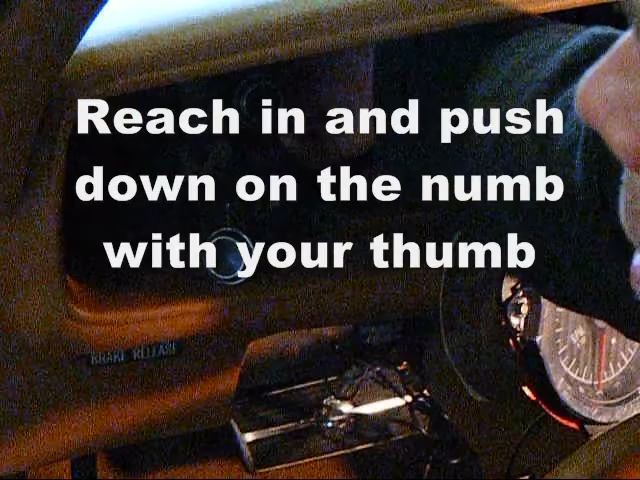 Reach in and push
down on the numb
with your thumb
BRAKE RELEASE